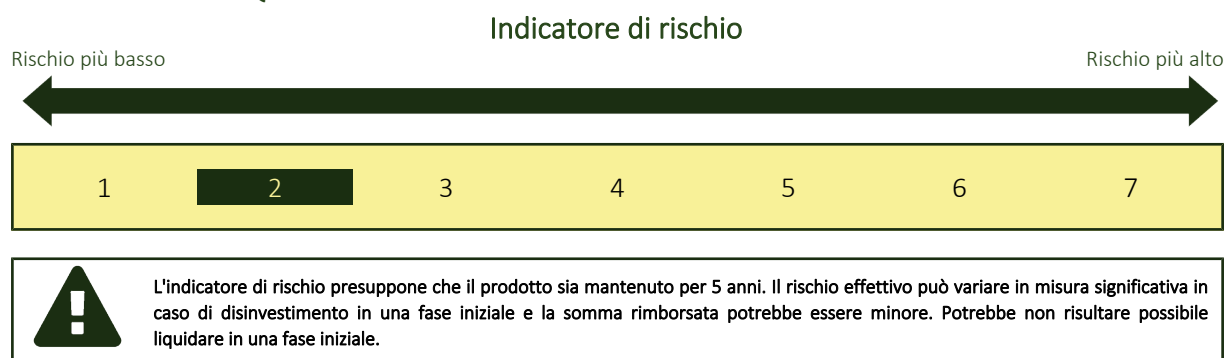 Indicatore di rischio
Rischio più basso
Rischio più alto
1 2 3 4 5 6 7
L'indicatore di rischio presuppone che il prodotto sia mantenuto per 5 anni. Il rischio effettivo può variare in misura significativa in
caso di disinvestimento in una fase iniziale e la somma rimborsata potrebbe essere minore. Potrebbe non risultare possibile
liquidare in una fase iniziale.